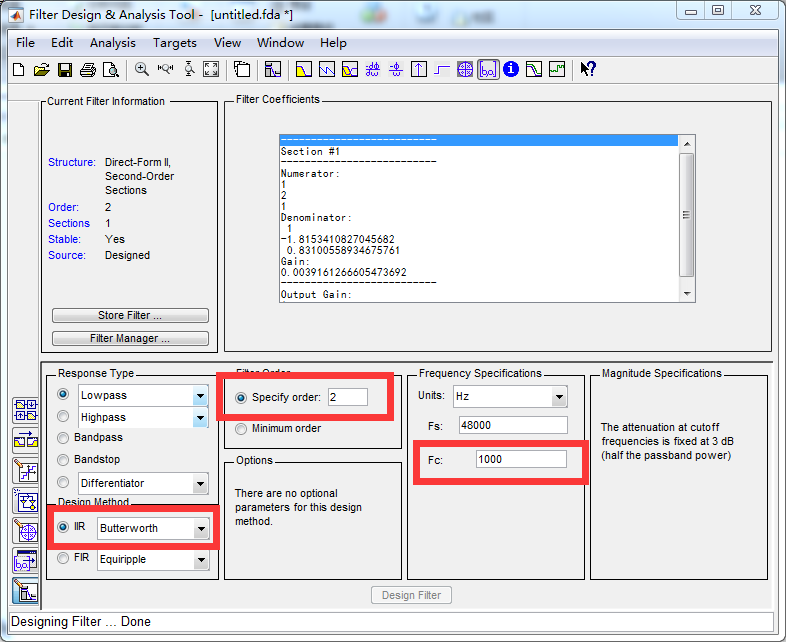 Filter Design & Analysis Tool - [untitled.fda *]
File Edit Analysis Targets View Window Help
Current Filter Information
Structure: Direct-Form II,
Second-Order
Sections
Order: 2
Sections 1
Stable: Yes
Source: Designed
Store Filter ...
Filter Manager ...
Filter Coefficients
--------------------------
Section #1
--------------------------
Numerator:
1
2
1
Denominator:
1
-1.8153410827045682
0.83100558934675761
Gain:
0.0039161266605473692
--------------------------
Output Gain:
Response Type
Lowpass
Highpass
Bandpass
Bandstop
Differentiator
Design Method
IIR Butterworth
FIR Equiripple
Filter Order
Specify order: 2
Minimum order
Options
There are no optional
parameters for this design
method.
Frequency Specifications
Units: Hz
Fs: 48000
Fc: 1000
Magnitude Specifications
The attenuation at cutoff
frequencies is fixed at 3 dB
(half the passband power)
Design Filter
Designing Filter ... Done